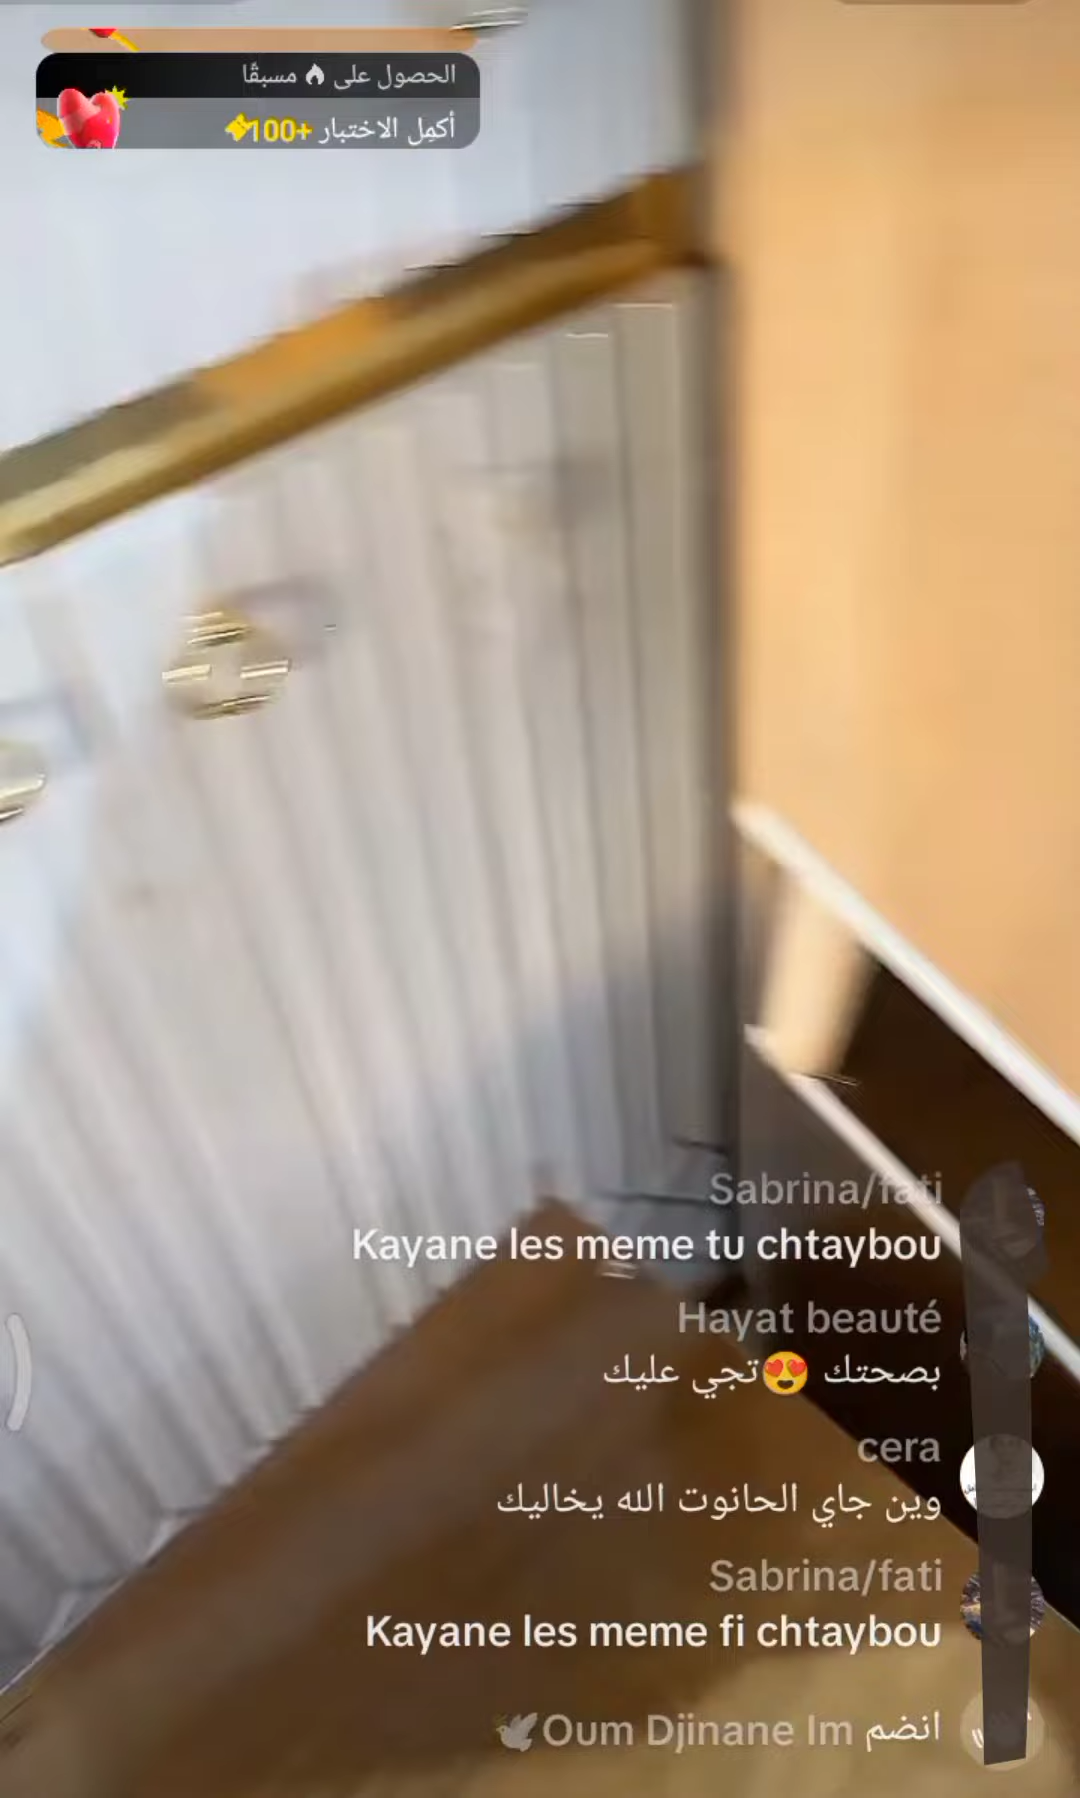 الحصول على 🔥 مسبقًا
أكمِل الاختبار +100
Sabrina/fati
Kayane les meme tu chtaybou
Hayat beauté
بصحتك 😍تجي عليك
cera
وين جاي الحانوت الله يخاليك
Sabrina/fati
Kayane les meme fi chtaybou
🕊Oum Djinane Im انضم